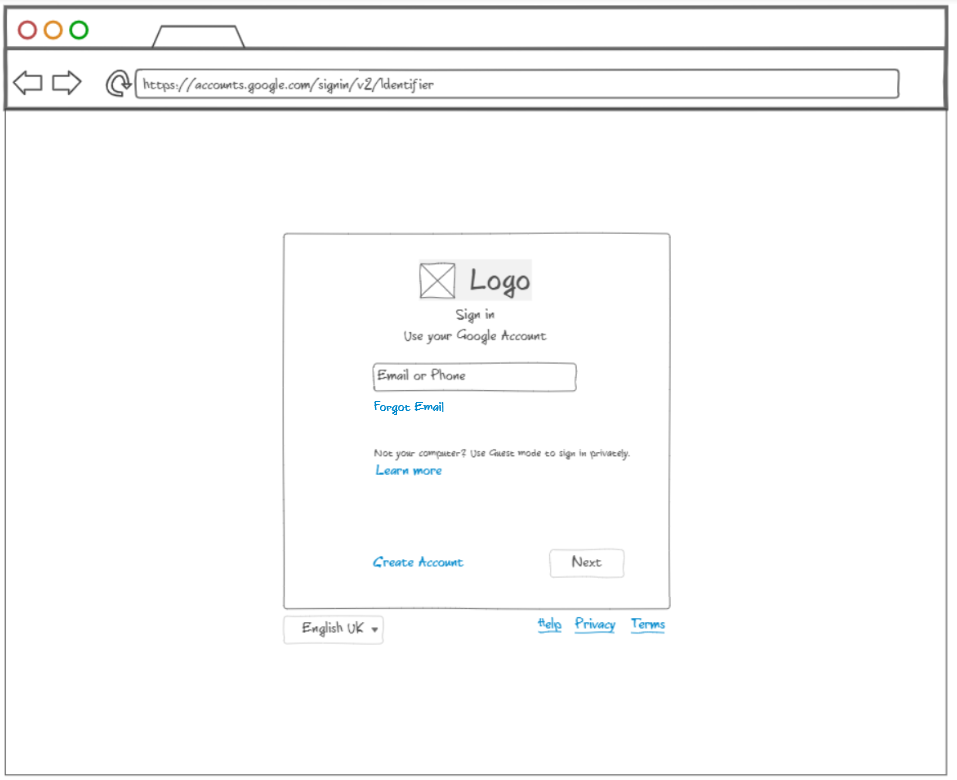 https://accounts.google.com/signin/v2/identifier
Logo
Sign in
Use your Google Account
Email or Phone
Forgot Email
Not your computer? Use Guest mode to sign in privately.
Learn more
Create Account
Next
English UK
Help Privacy Terms